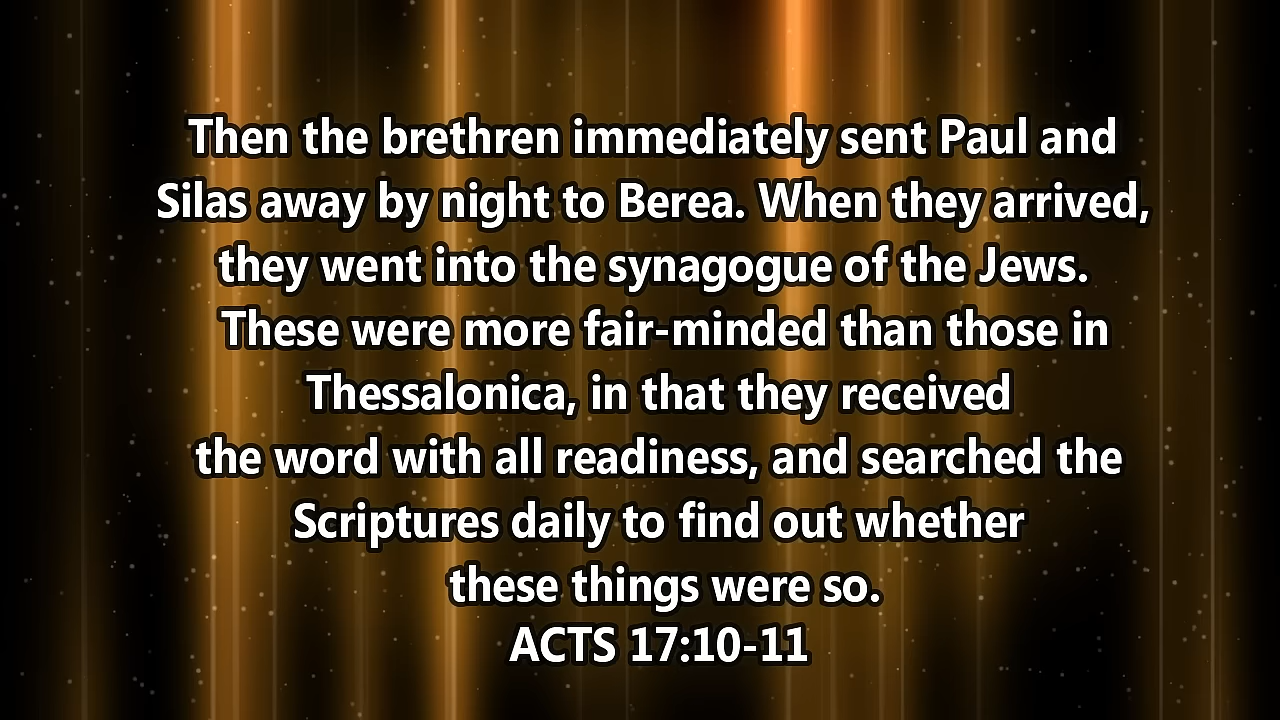 Then the brethren immediately sent Paul and
Silas away by night to Berea. When they arrived,
they went into the synagogue of the Jews.
These were more fair-minded than those in
Thessalonica, in that they received
the word with all readiness, and searched the
Scriptures daily to find out whether
these things were so.
ACTS 17:10-11